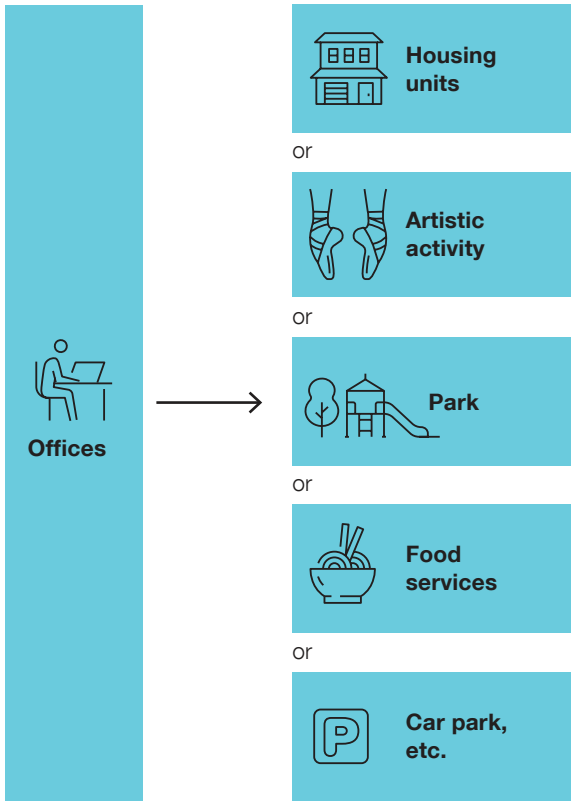 Offices
Housing
units
or
Artistic
activity
or
Park
or
Food
services
or
P
Car park,
etc.